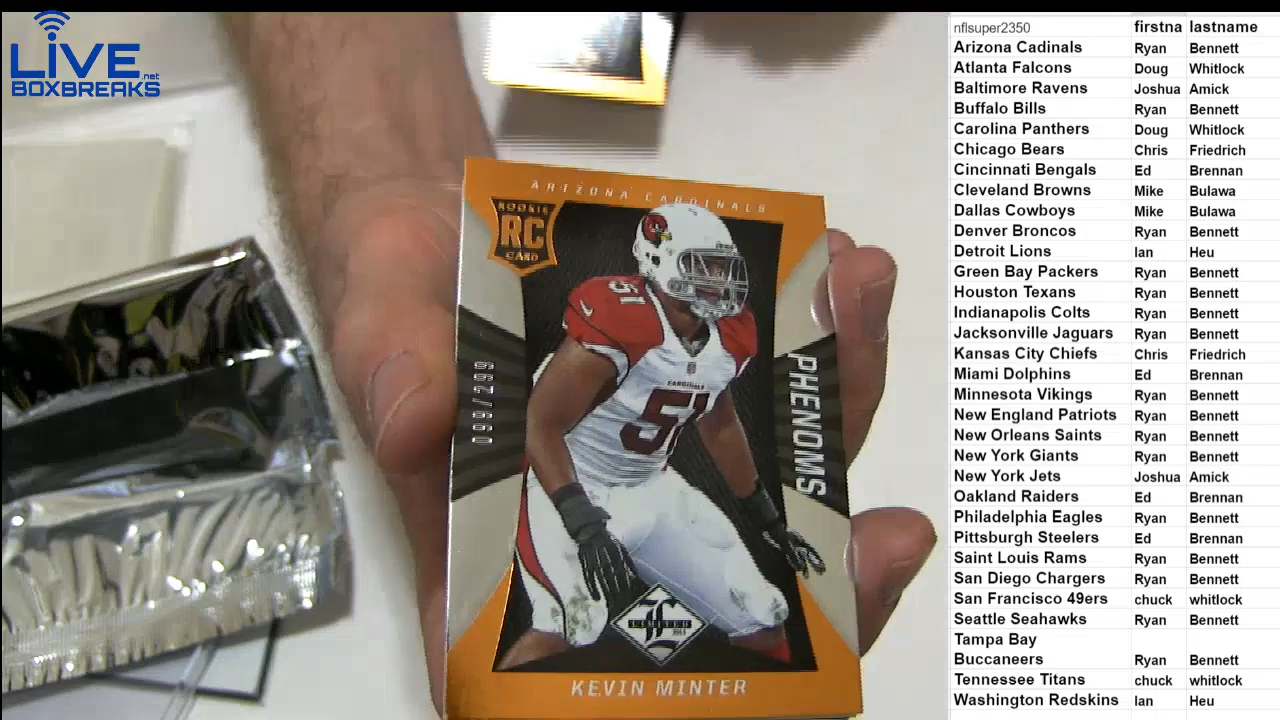 LIVE
.net
BOXBREAKS
ARIZONA CARDINALS
ROOKIE
RC
CARD
51
CARDINALS
51
PHENOMS
LIMITED
KEVIN MINTER
nflsuper2350 firstna lastname
Arizona Cadinals Ryan Bennett
Atlanta Falcons Doug Whitlock
Baltimore Ravens Joshua Amick
Buffalo Bills Ryan Bennett
Carolina Panthers Doug Whitlock
Chicago Bears Chris Friedrich
Cincinnati Bengals Ed Brennan
Cleveland Browns Mike Bulawa
Dallas Cowboys Mike Bulawa
Denver Broncos Ryan Bennett
Detroit Lions Ian Heu
Green Bay Packers Ryan Bennett
Houston Texans Ryan Bennett
Indianapolis Colts Ryan Bennett
Jacksonville Jaguars Ryan Bennett
Kansas City Chiefs Chris Friedrich
Miami Dolphins Ed Brennan
Minnesota Vikings Ryan Bennett
New England Patriots Ryan Bennett
New Orleans Saints Ryan Bennett
New York Giants Ryan Bennett
New York Jets Joshua Amick
Oakland Raiders Ed Brennan
Philadelphia Eagles Ryan Bennett
Pittsburgh Steelers Ed Brennan
Saint Louis Rams Ryan Bennett
San Diego Chargers Ryan Bennett
San Francisco 49ers chuck whitlock
Seattle Seahawks Ryan Bennett
Tampa Bay
Buccaneers Ryan Bennett
Tennessee Titans chuck whitlock
Washington Redskins Ian Heu